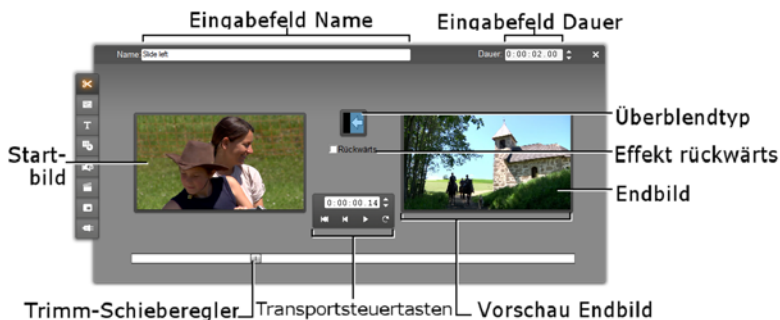 Eingabefeld Name
Eingabefeld Dauer
Name: Slide left
Dauer: 0:00:02.00
T
Start-
bild
Rückwärts
Überblendtyp
Effekt rückwärts
Endbild
0:00:00.14
Trimm-Schieberegler
Transportsteuertasten
Vorschau Endbild